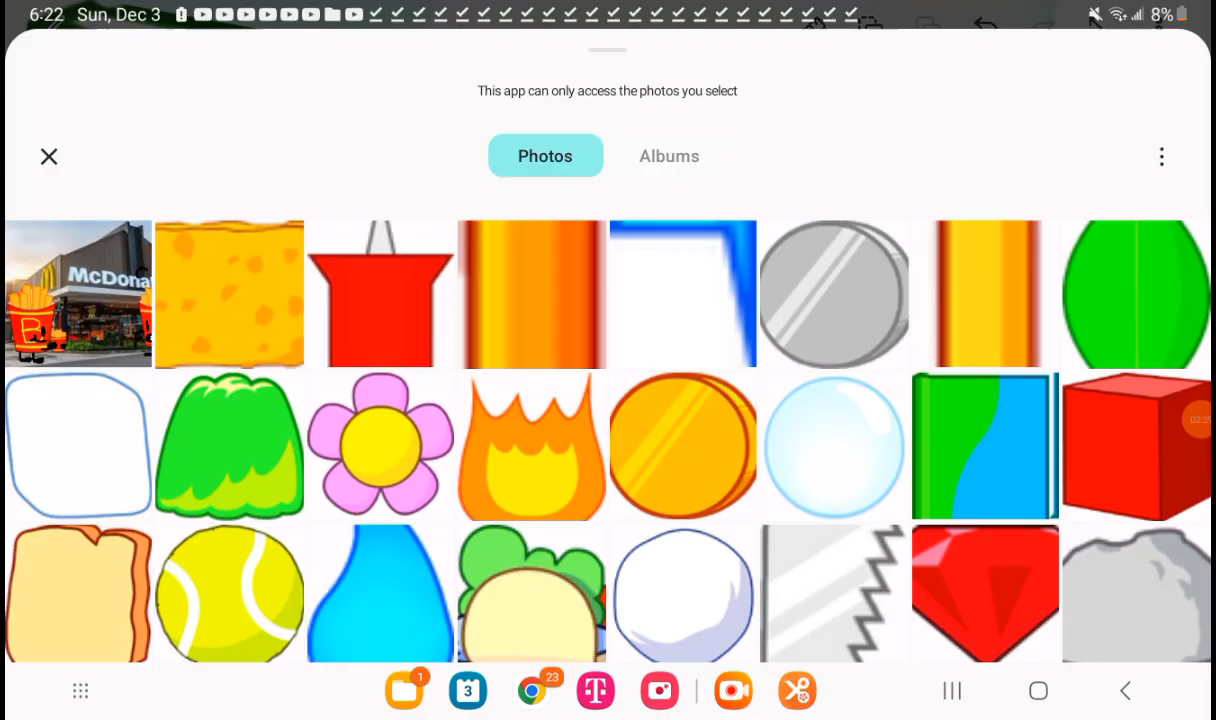 6:22 Sun, Dec 3
8%
This app can only access the photos you select
Photos
Albums
McDona
B
1
3
23
T